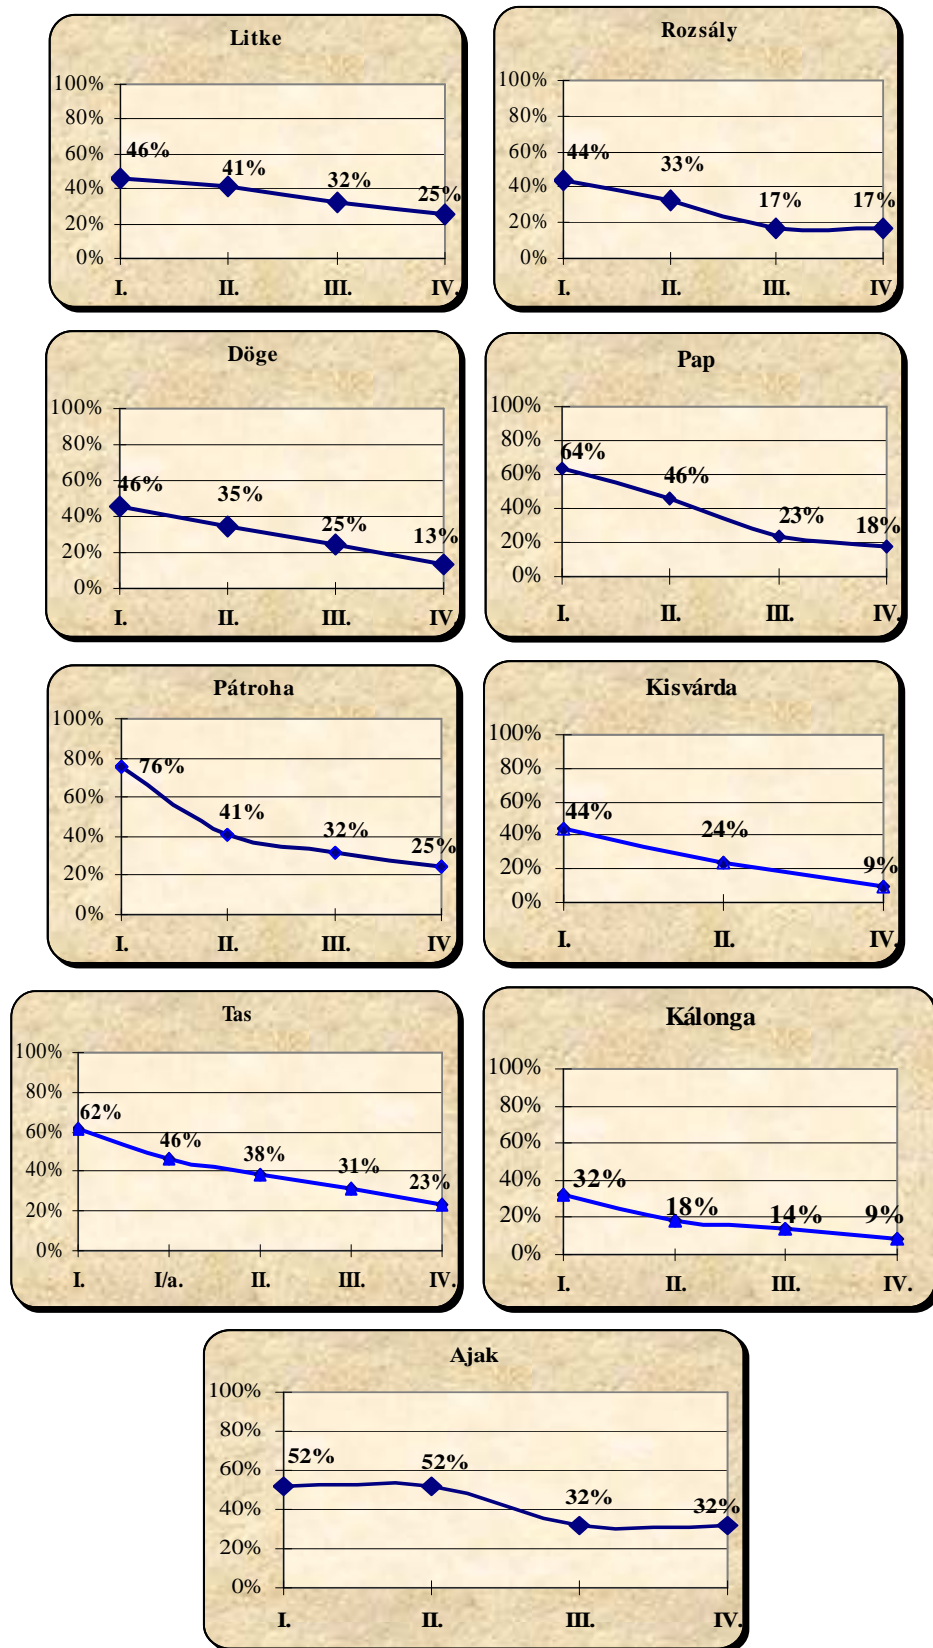 Litke
100%
80%
60%
40%
20%
0%
46%
41%
32%
25%
I.
II.
III.
IV.
Rozsály
100%
80%
60%
40%
20%
0%
44%
33%
17%
17%
I.
II.
III.
IV.
Döge
100%
80%
60%
40%
20%
0%
46%
35%
25%
13%
I.
II.
III.
IV.
Pap
100%
80%
60%
40%
20%
0%
64%
46%
23%
18%
I.
II.
III.
IV.
Pátroha
100%
80%
60%
40%
20%
0%
76%
41%
32%
25%
I.
II.
III.
IV.
Kisvárda
100%
80%
60%
40%
20%
0%
44%
24%
9%
I.
II.
IV.
Tas
100%
80%
60%
40%
20%
0%
62%
46%
38%
31%
23%
I.
I/a.
II.
III.
IV.
Kálonga
100%
80%
60%
40%
20%
0%
32%
18%
14%
9%
I.
II.
III.
IV.
Ajak
100%
80%
60%
40%
20%
0%
52%
52%
32%
32%
I.
II.
III.
IV.